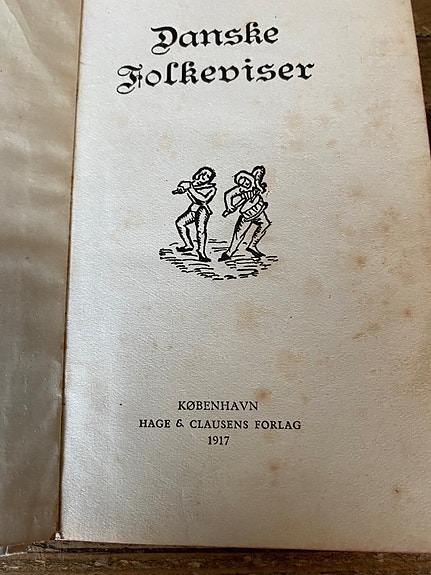 Danske
Folkeviser
KØBENHAVN
HAGE & CLAUSENS FORLAG
1917